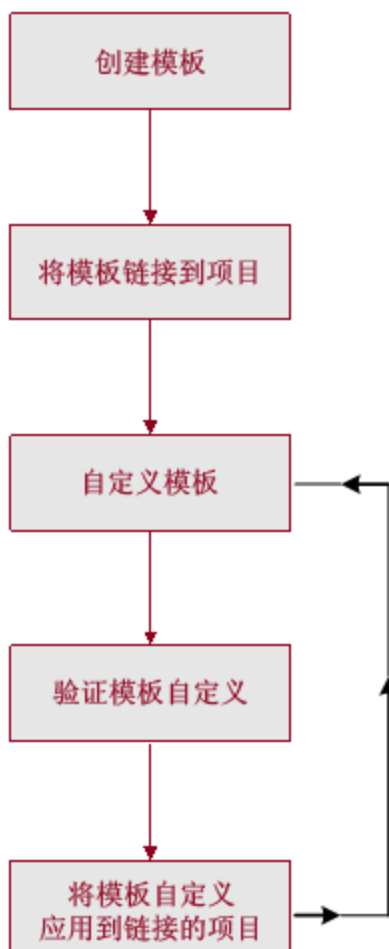 创建模板
将模板链接到项目
自定义模板
验证模板自定义
将模板自定义
应用到链接的项目